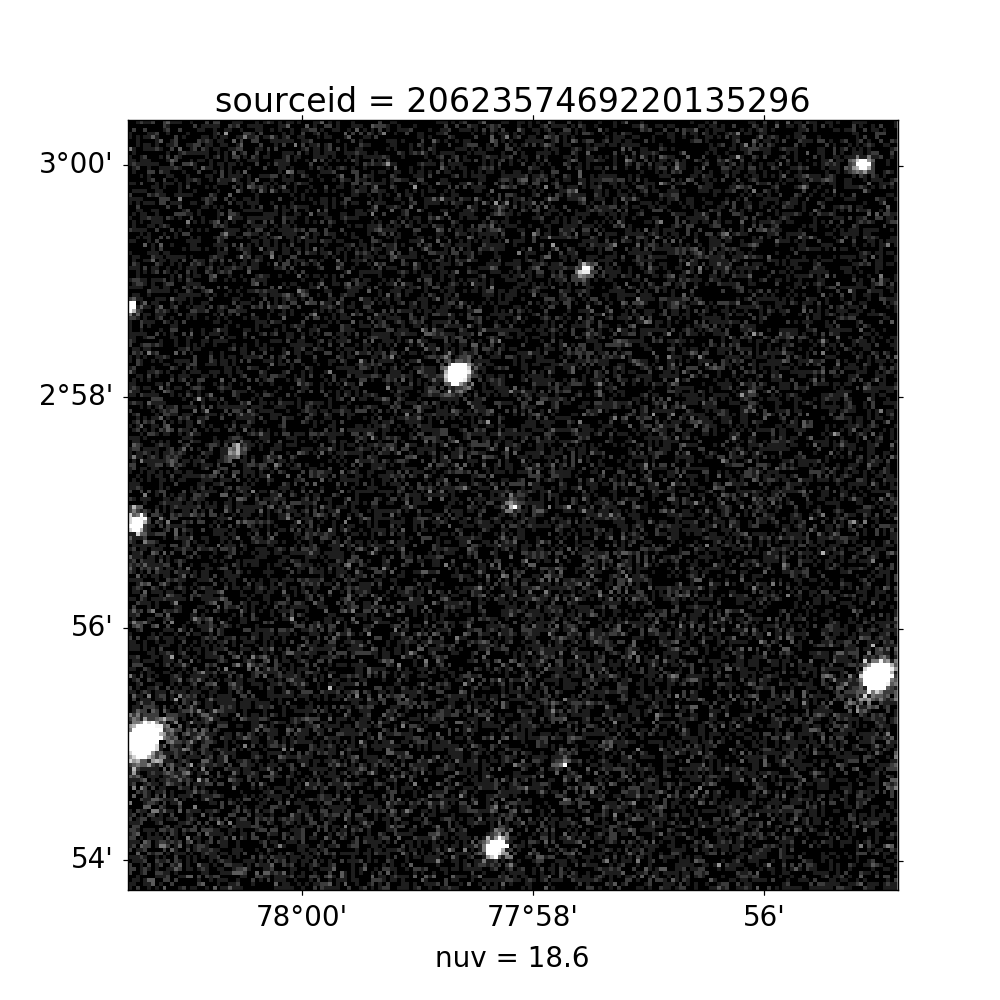 sourceid = 2062357469220135296
3°00'
2°58'
56'
54'
78°00' 77°58' 56'
nuv = 18.6